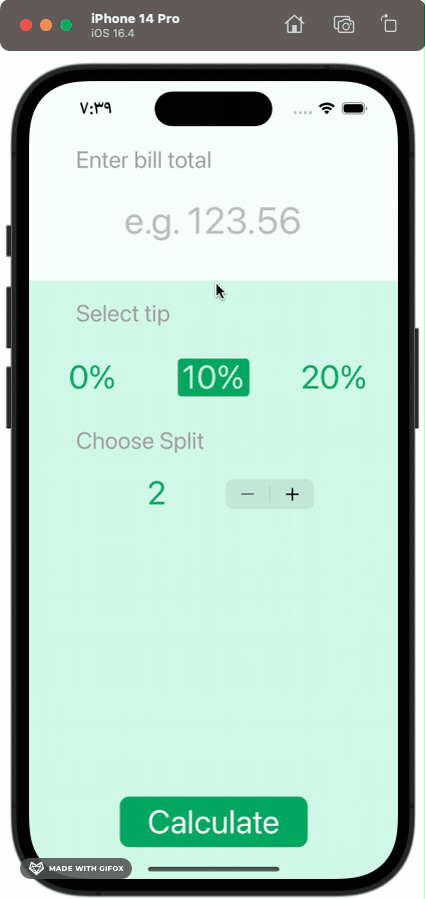 iPhone 14 Pro
iOS 16.4
۷:۳۹
Enter bill total
e.g. 123.56
Select tip
0% 10% 20%
Choose Split
2 − +
Calculate
MADE WITH GIFOX